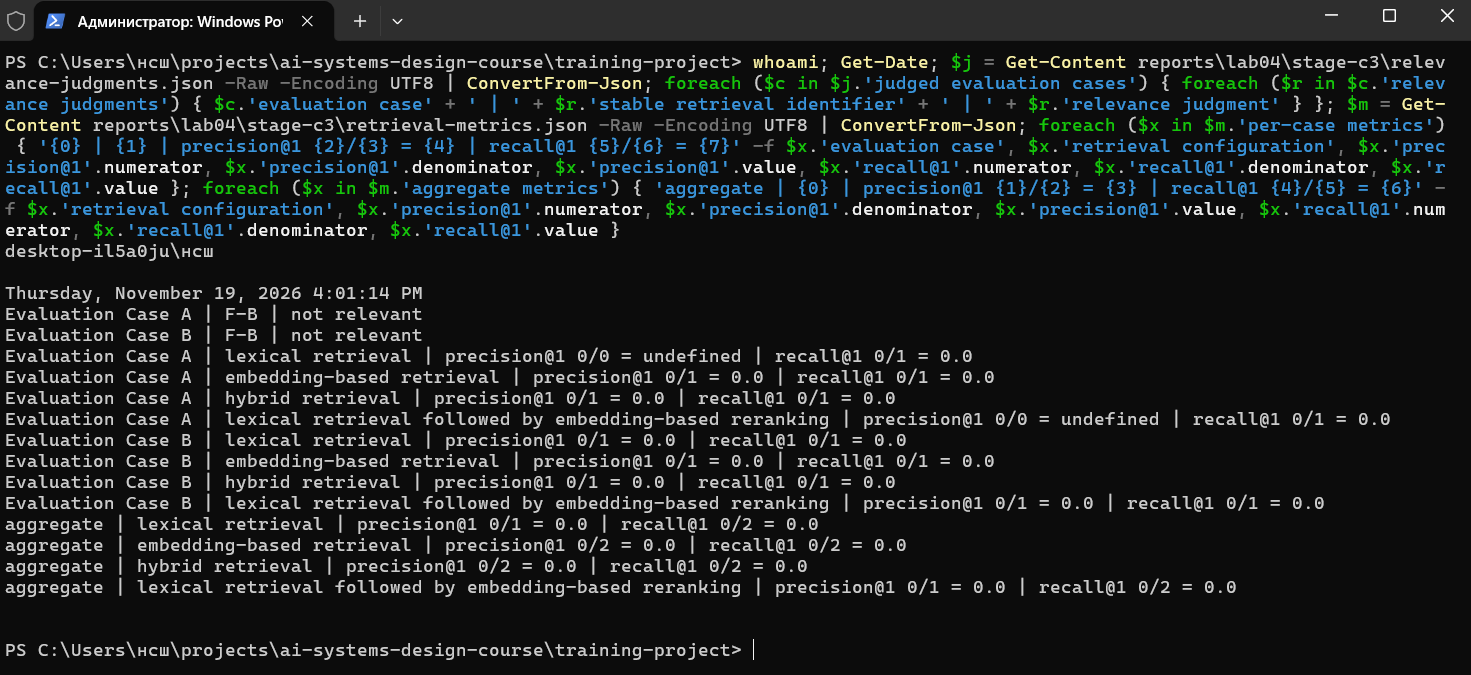 Администратор: Windows Po
PS C:\Users\нсш\projects\ai-systems-design-course\training-project> whoami; Get-Date; $j = Get-Content reports\lab04\stage-c3\relev
ance-judgments.json -Raw -Encoding UTF8 | ConvertFrom-Json; foreach ($c in $j.'judged evaluation cases') { foreach ($r in $c.'relev
ance judgments') { $c.'evaluation case' + ' | ' + $r.'stable retrieval identifier' + ' | ' + $r.'relevance judgment' } }; $m = Get-
Content reports\lab04\stage-c3\retrieval-metrics.json -Raw -Encoding UTF8 | ConvertFrom-Json; foreach ($x in $m.'per-case metrics')
 { '{0} | {1} | precision@1 {2}/{3} = {4} | recall@1 {5}/{6} = {7}' -f $x.'evaluation case', $x.'retrieval configuration', $x.'prec
ision@1'.numerator, $x.'precision@1'.denominator, $x.'precision@1'.value, $x.'recall@1'.numerator, $x.'recall@1'.denominator, $x.'r
ecall@1'.value }; foreach ($x in $m.'aggregate metrics') { 'aggregate | {0} | precision@1 {1}/{2} = {3} | recall@1 {4}/{5} = {6}' -
f $x.'retrieval configuration', $x.'precision@1'.numerator, $x.'precision@1'.denominator, $x.'precision@1'.value, $x.'recall@1'.num
erator, $x.'recall@1'.denominator, $x.'recall@1'.value }
desktop-il5a0ju\нсш
Thursday, November 19, 2026 4:01:14 PM
Evaluation Case A | F-B | not relevant
Evaluation Case B | F-B | not relevant
Evaluation Case A | lexical retrieval | precision@1 0/0 = undefined | recall@1 0/1 = 0.0
Evaluation Case A | embedding-based retrieval | precision@1 0/1 = 0.0 | recall@1 0/1 = 0.0
Evaluation Case A | hybrid retrieval | precision@1 0/1 = 0.0 | recall@1 0/1 = 0.0
Evaluation Case A | lexical retrieval followed by embedding-based reranking | precision@1 0/0 = undefined | recall@1 0/1 = 0.0
Evaluation Case B | lexical retrieval | precision@1 0/1 = 0.0 | recall@1 0/1 = 0.0
Evaluation Case B | embedding-based retrieval | precision@1 0/1 = 0.0 | recall@1 0/1 = 0.0
Evaluation Case B | hybrid retrieval | precision@1 0/1 = 0.0 | recall@1 0/1 = 0.0
Evaluation Case B | lexical retrieval followed by embedding-based reranking | precision@1 0/1 = 0.0 | recall@1 0/1 = 0.0
aggregate | lexical retrieval | precision@1 0/1 = 0.0 | recall@1 0/2 = 0.0
aggregate | embedding-based retrieval | precision@1 0/2 = 0.0 | recall@1 0/2 = 0.0
aggregate | hybrid retrieval | precision@1 0/2 = 0.0 | recall@1 0/2 = 0.0
aggregate | lexical retrieval followed by embedding-based reranking | precision@1 0/1 = 0.0 | recall@1 0/2 = 0.0
PS C:\Users\нсш\projects\ai-systems-design-course\training-project>